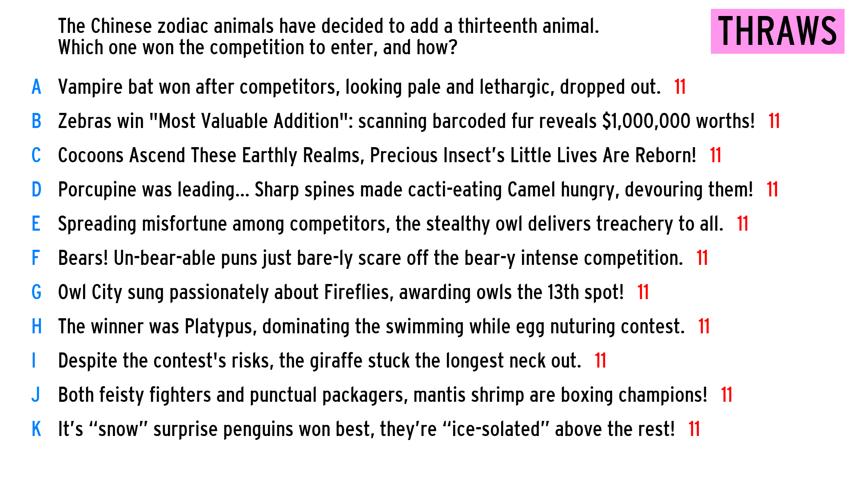 The Chinese zodiac animals have decided to add a thirteenth animal.
Which one won the competition to enter, and how?
THRAWS
A Vampire bat won after competitors, looking pale and lethargic, dropped out. 11
B Zebras win "Most Valuable Addition": scanning barcoded fur reveals $1,000,000 worths! 11
C Cocoons Ascend These Earthly Realms, Precious Insect’s Little Lives Are Reborn! 11
D Porcupine was leading... Sharp spines made cacti-eating Camel hungry, devouring them! 11
E Spreading misfortune among competitors, the stealthy owl delivers treachery to all. 11
F Bears! Un-bear-able puns just bare-ly scare off the bear-y intense competition. 11
G Owl City sung passionately about Fireflies, awarding owls the 13th spot! 11
H The winner was Platypus, dominating the swimming while egg nuturing contest. 11
I Despite the contest's risks, the giraffe stuck the longest neck out. 11
J Both feisty fighters and punctual packagers, mantis shrimp are boxing champions! 11
K It’s “snow” surprise penguins won best, they’re “ice-solated” above the rest! 11